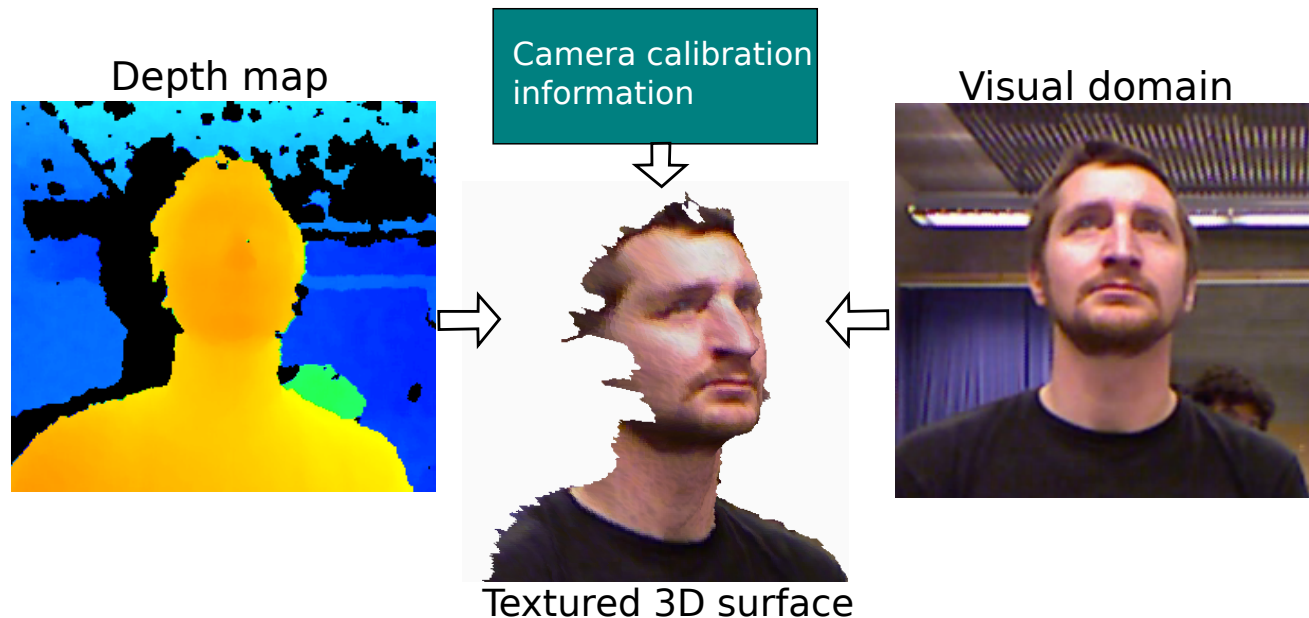 Depth map
Camera calibration
information
Visual domain
Textured 3D surface